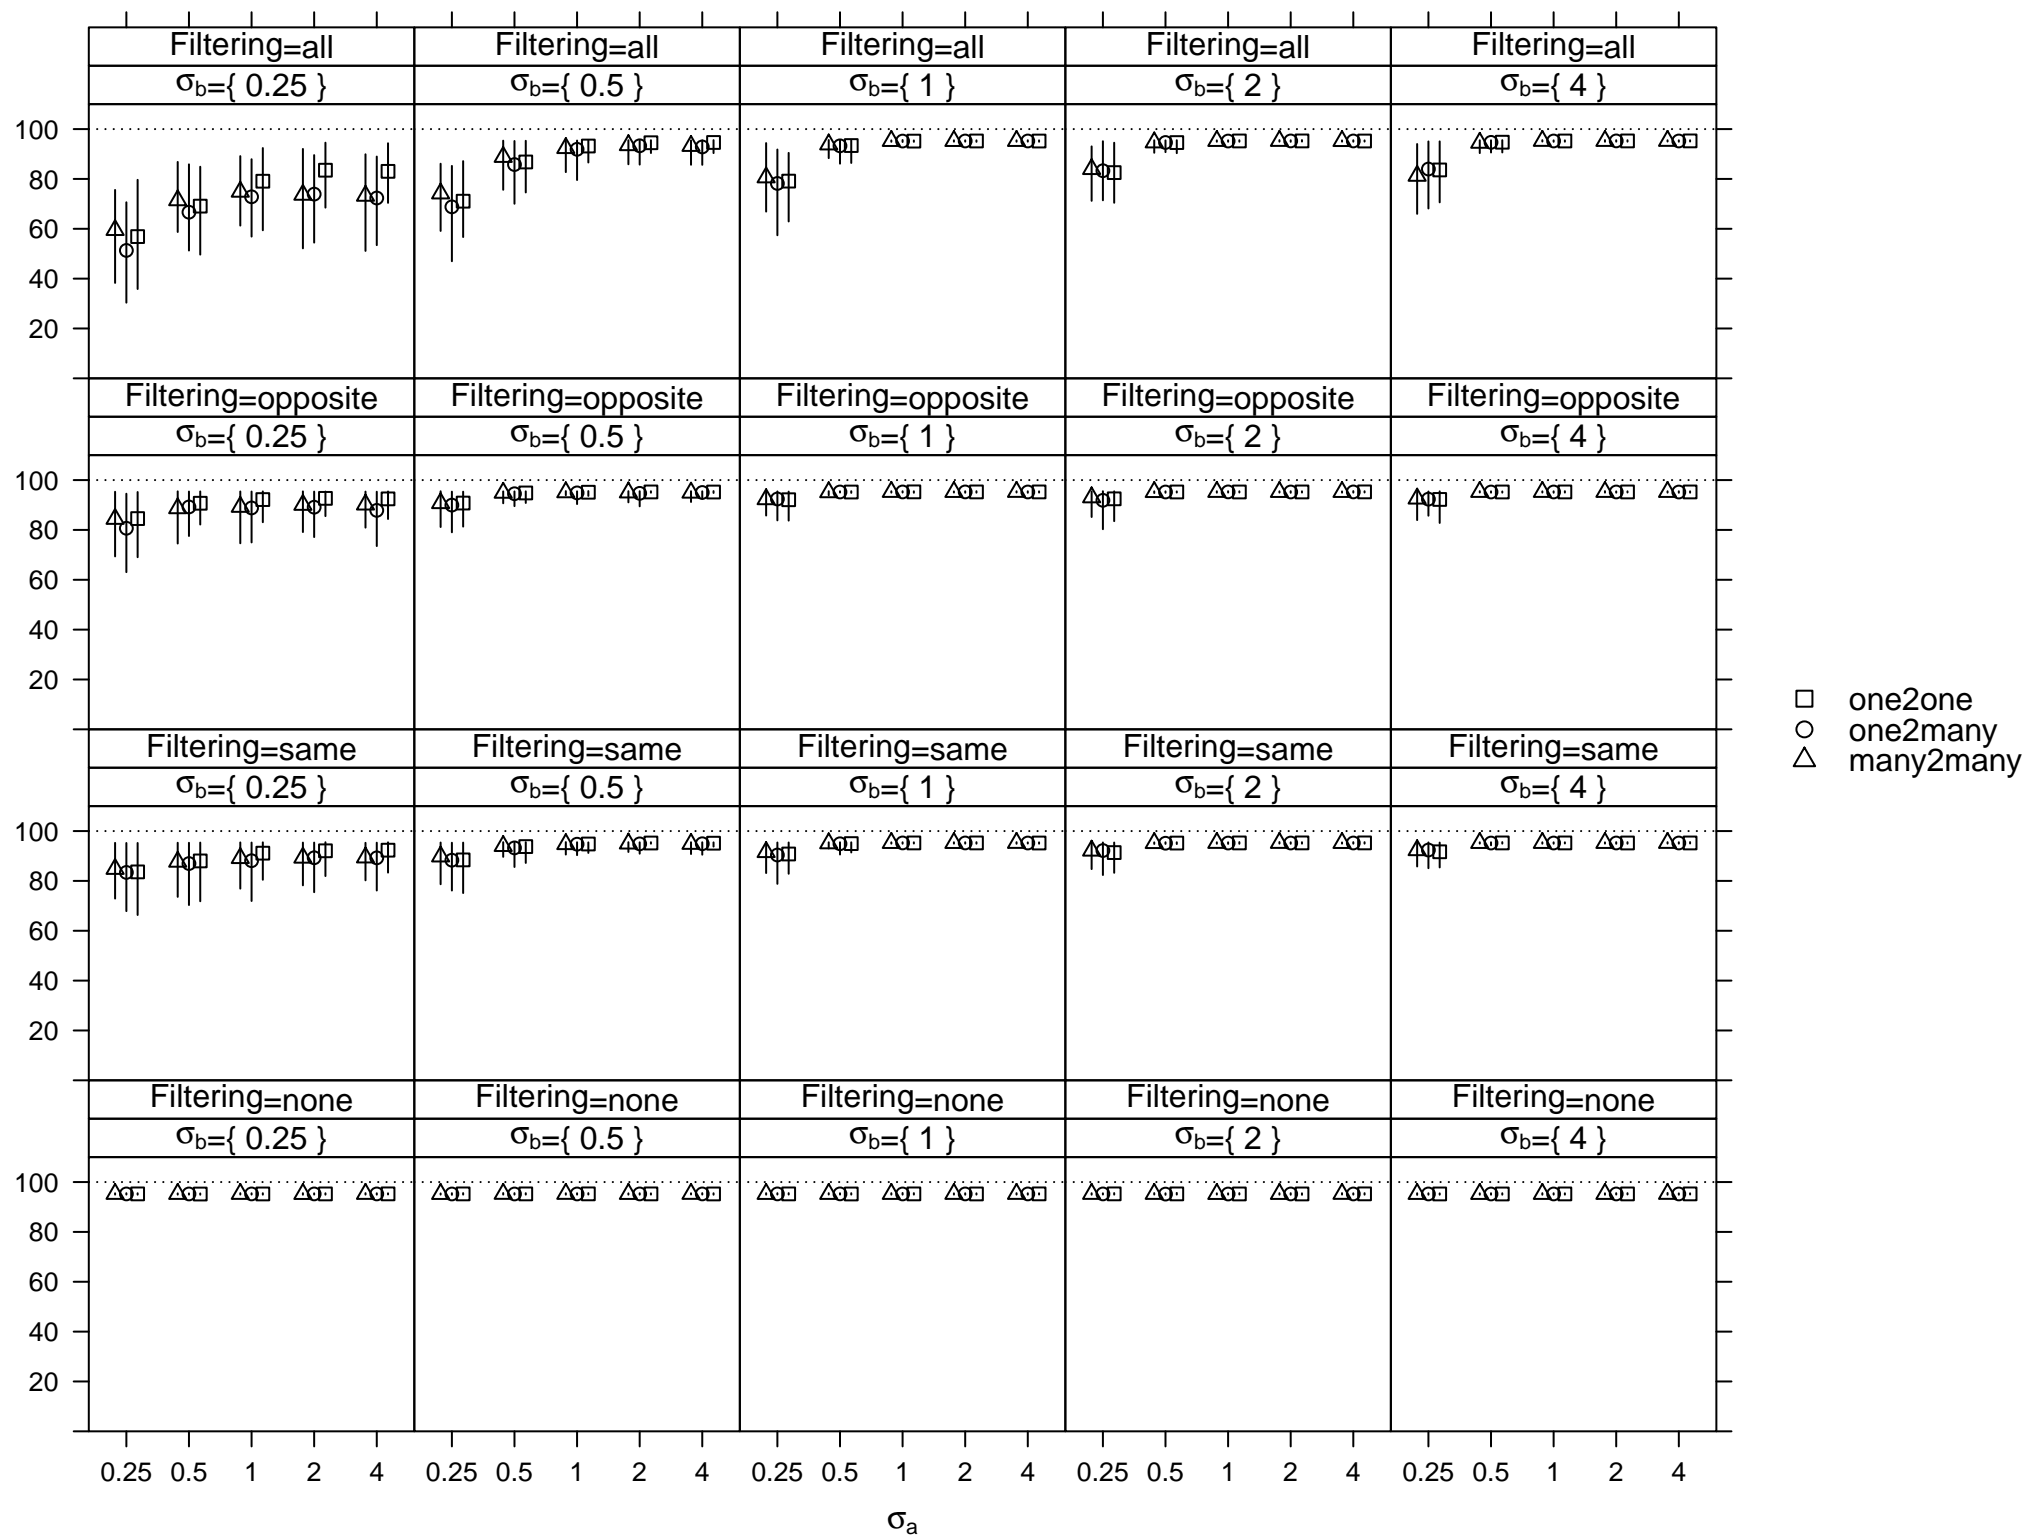 Filtering=all Filtering=all Filtering=all Filtering=all Filtering=all
σb={ 0.25 } σb={ 0.5 } σb={ 1 } σb={ 2 } σb={ 4 }
100
80
60
40
20
Filtering=opposite Filtering=opposite Filtering=opposite Filtering=opposite Filtering=opposite
σb={ 0.25 } σb={ 0.5 } σb={ 1 } σb={ 2 } σb={ 4 }
100
80
60
40
20
one2one
one2many
many2many
Filtering=same Filtering=same Filtering=same Filtering=same Filtering=same
σb={ 0.25 } σb={ 0.5 } σb={ 1 } σb={ 2 } σb={ 4 }
100
80
60
40
20
Filtering=none Filtering=none Filtering=none Filtering=none Filtering=none
σb={ 0.25 } σb={ 0.5 } σb={ 1 } σb={ 2 } σb={ 4 }
100
80
60
40
20
0.25 0.5 1 2 4 0.25 0.5 1 2 4 0.25 0.5 1 2 4 0.25 0.5 1 2 4 0.25 0.5 1 2 4
σa